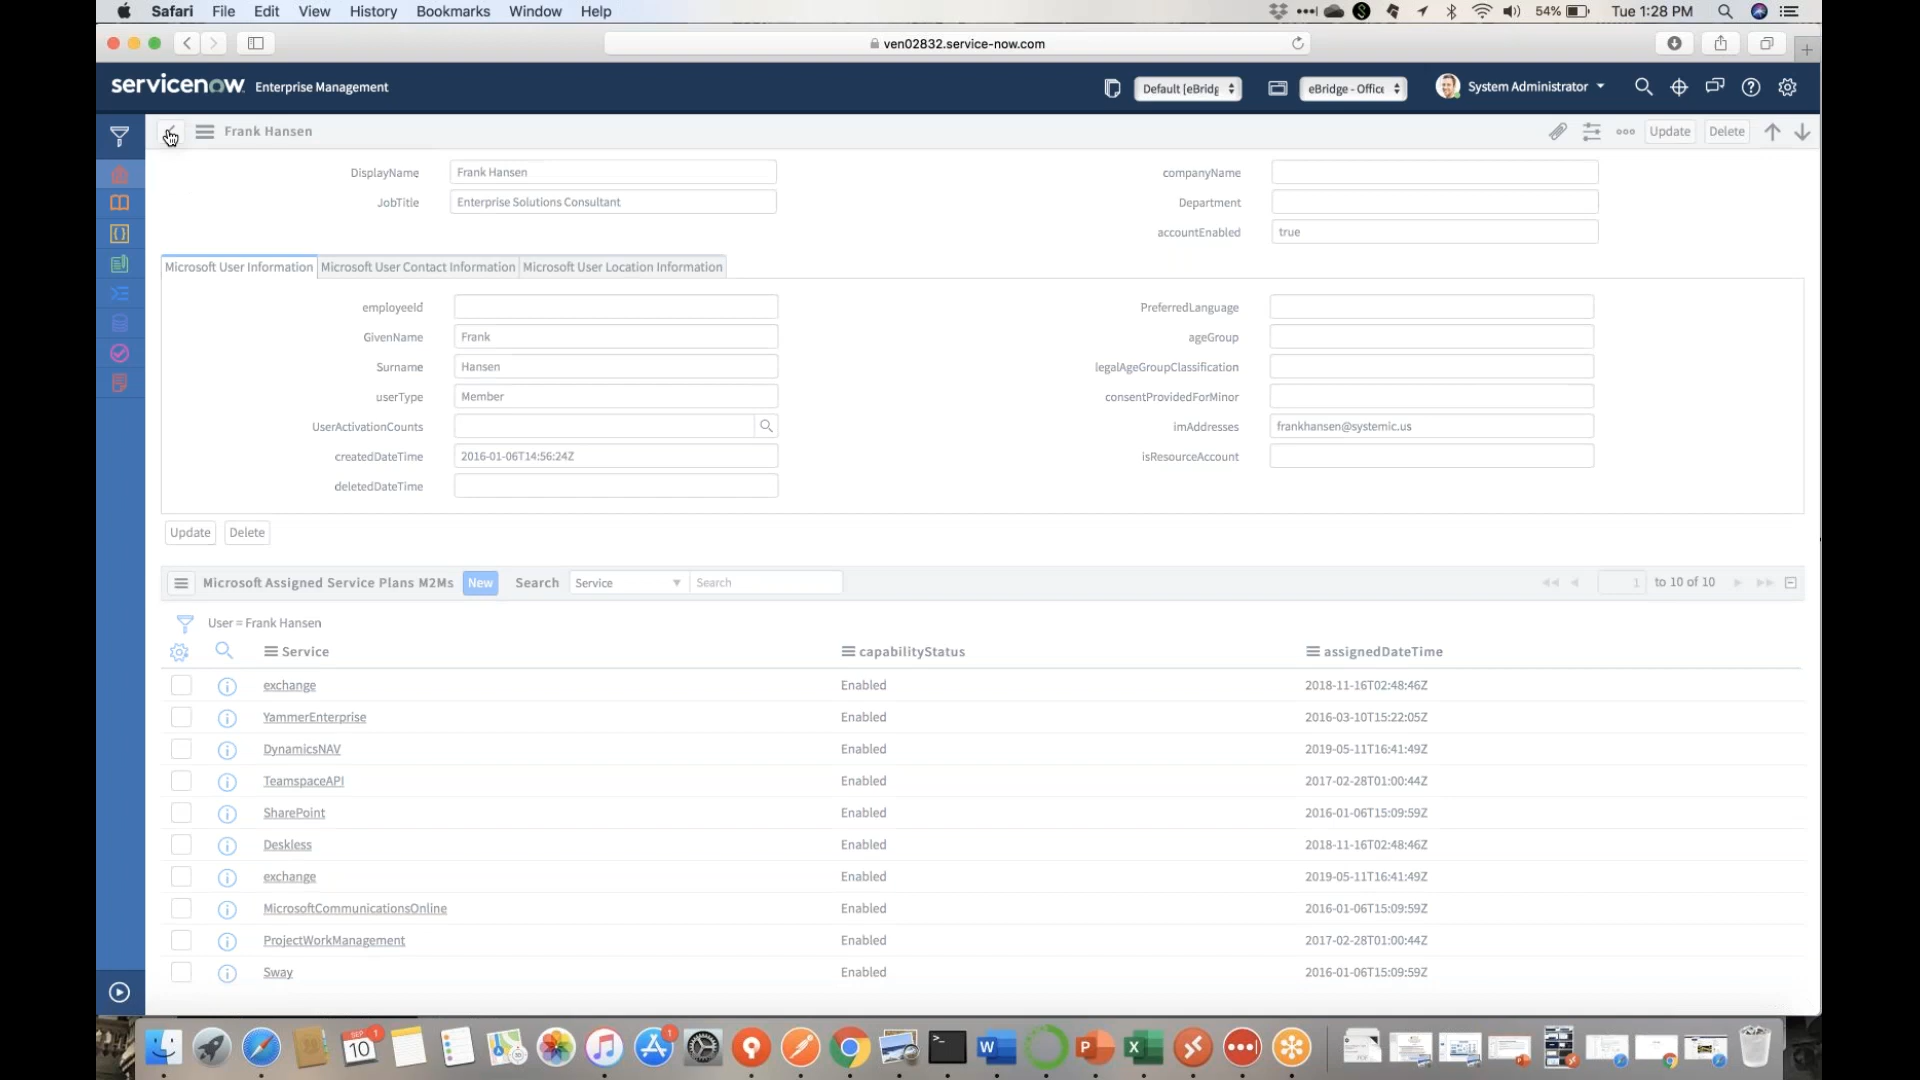 Safari File Edit View History Bookmarks Window Help 54% Tue 1:28 PM
ven02832.service-now.com
servicenow Enterprise Management Default [eBridg eBridge - Office System Administrator
Frank Hansen Update Delete
DisplayName Frank Hansen companyName
JobTitle Enterprise Solutions Consultant Department
accountEnabled true
Microsoft User Information Microsoft User Contact Information Microsoft User Location Information
employeeId PreferredLanguage
GivenName Frank ageGroup
Surname Hansen legalAgeGroupClassification
userType Member consentProvidedForMinor
UserActivationCounts imAddresses frankhansen@systemic.us
createdDateTime 2016-01-06T14:56:24Z isResourceAccount
deletedDateTime
Update Delete
Microsoft Assigned Service Plans M2Ms New Search Service Search 1 to 10 of 10
User = Frank Hansen
Service capabilityStatus assignedDateTime
exchange Enabled 2018-11-16T02:48:46Z
YammerEnterprise Enabled 2016-03-10T15:22:05Z
DynamicsNAV Enabled 2019-05-11T16:41:49Z
TeamspaceAPI Enabled 2017-02-28T01:00:44Z
SharePoint Enabled 2016-01-06T15:09:59Z
Deskless Enabled 2018-11-16T02:48:46Z
exchange Enabled 2019-05-11T16:41:49Z
MicrosoftCommunicationsOnline Enabled 2016-01-06T15:09:59Z
ProjectWorkManagement Enabled 2017-02-28T01:00:44Z
Sway Enabled 2016-01-06T15:09:59Z
SEP 10 1 1 W P X